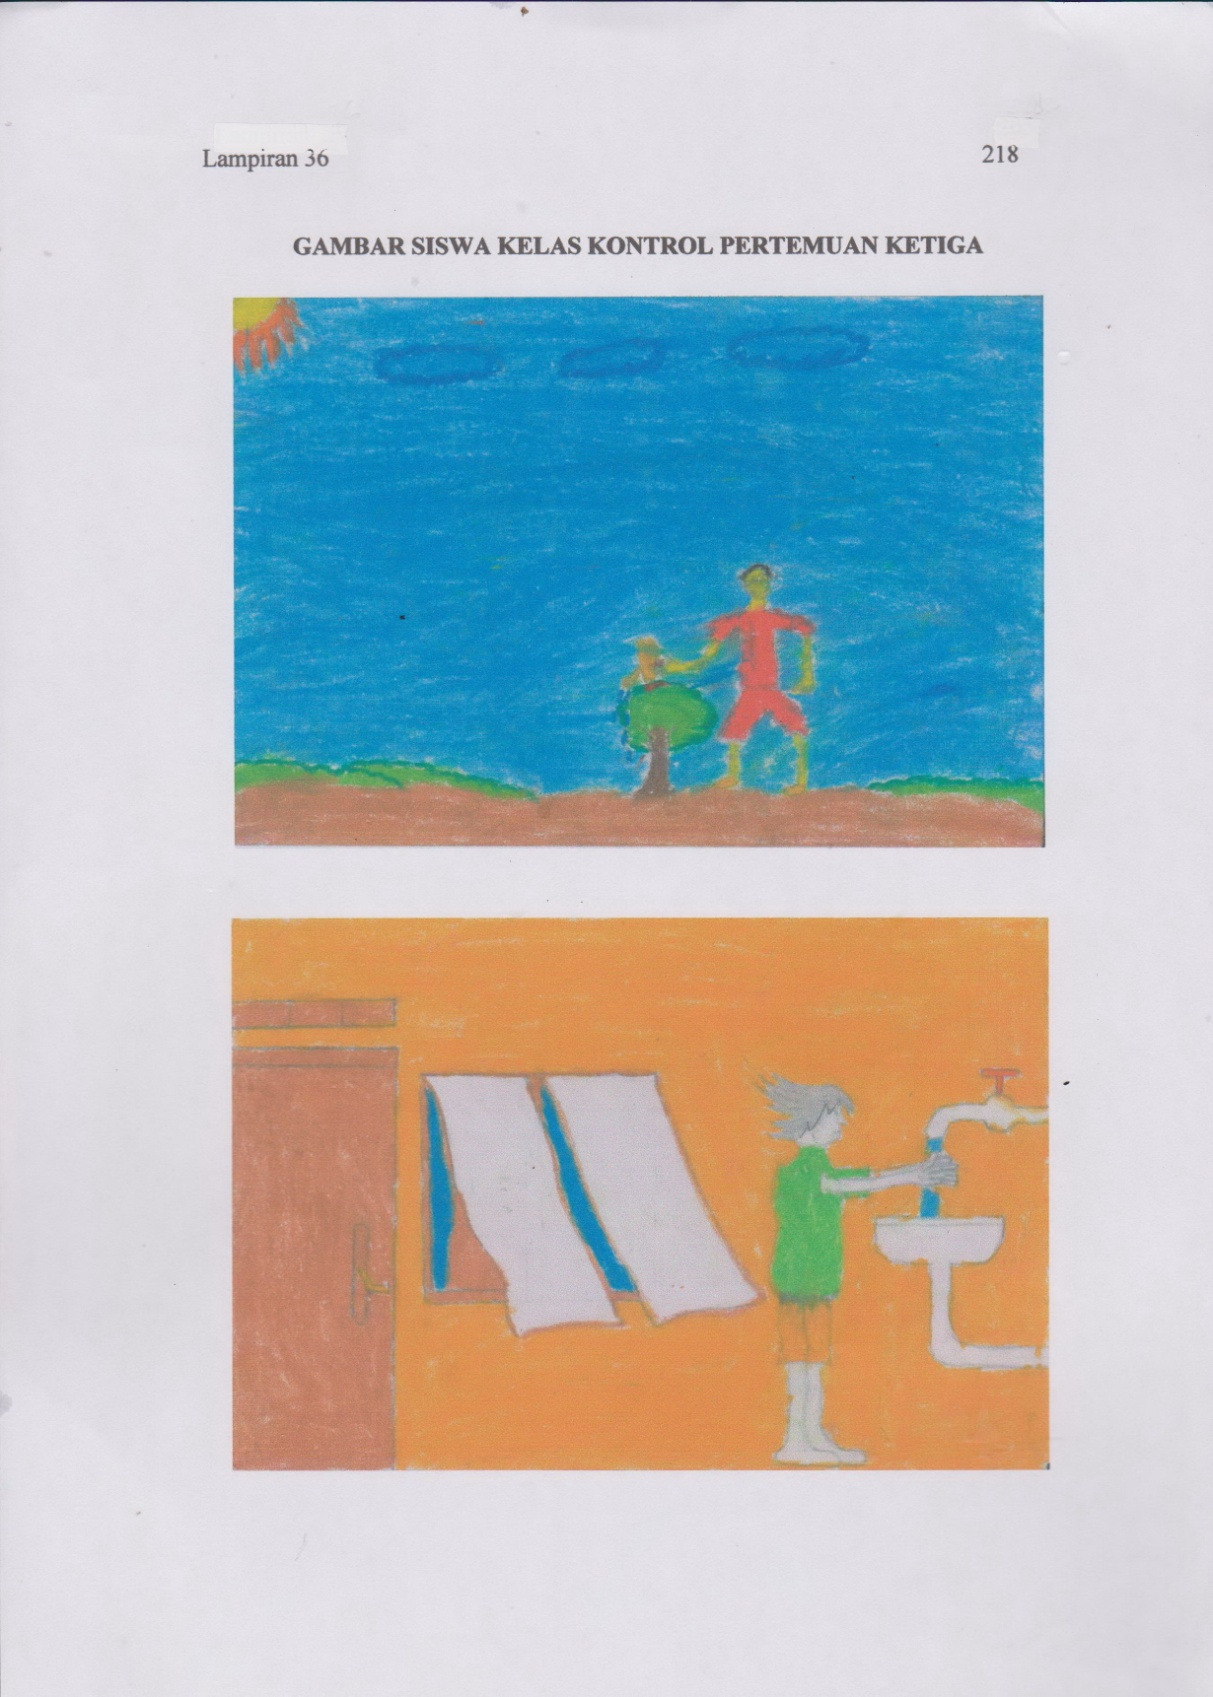 Lampiran 36
218
GAMBAR SISWA KELAS KONTROL PERTEMUAN KETIGA